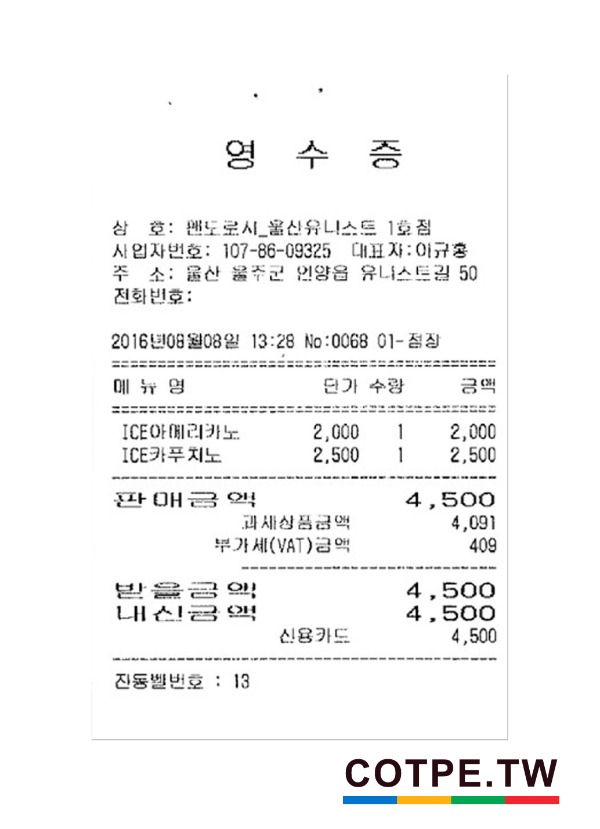 영 수 증
상 호: 팬도로시_울산유니스트 1호점
사업자번호: 107-86-09325 대표자:이규홍
주 소: 울산 울주군 언양읍 유니스트길 50
전화번호:
2016년08월08일 13:28 No:0068 01-점장
메 뉴 명 단가 수량 금액
ICE아메리카노 2,000 1 2,000
ICE카푸치노 2,500 1 2,500
판매금액 4,500
과세상품금액 4,091
부가세(VAT)금액 409
받을금액 4,500
내신금액 4,500
신용카드 4,500
진동벨번호 : 13
COTPE.TW